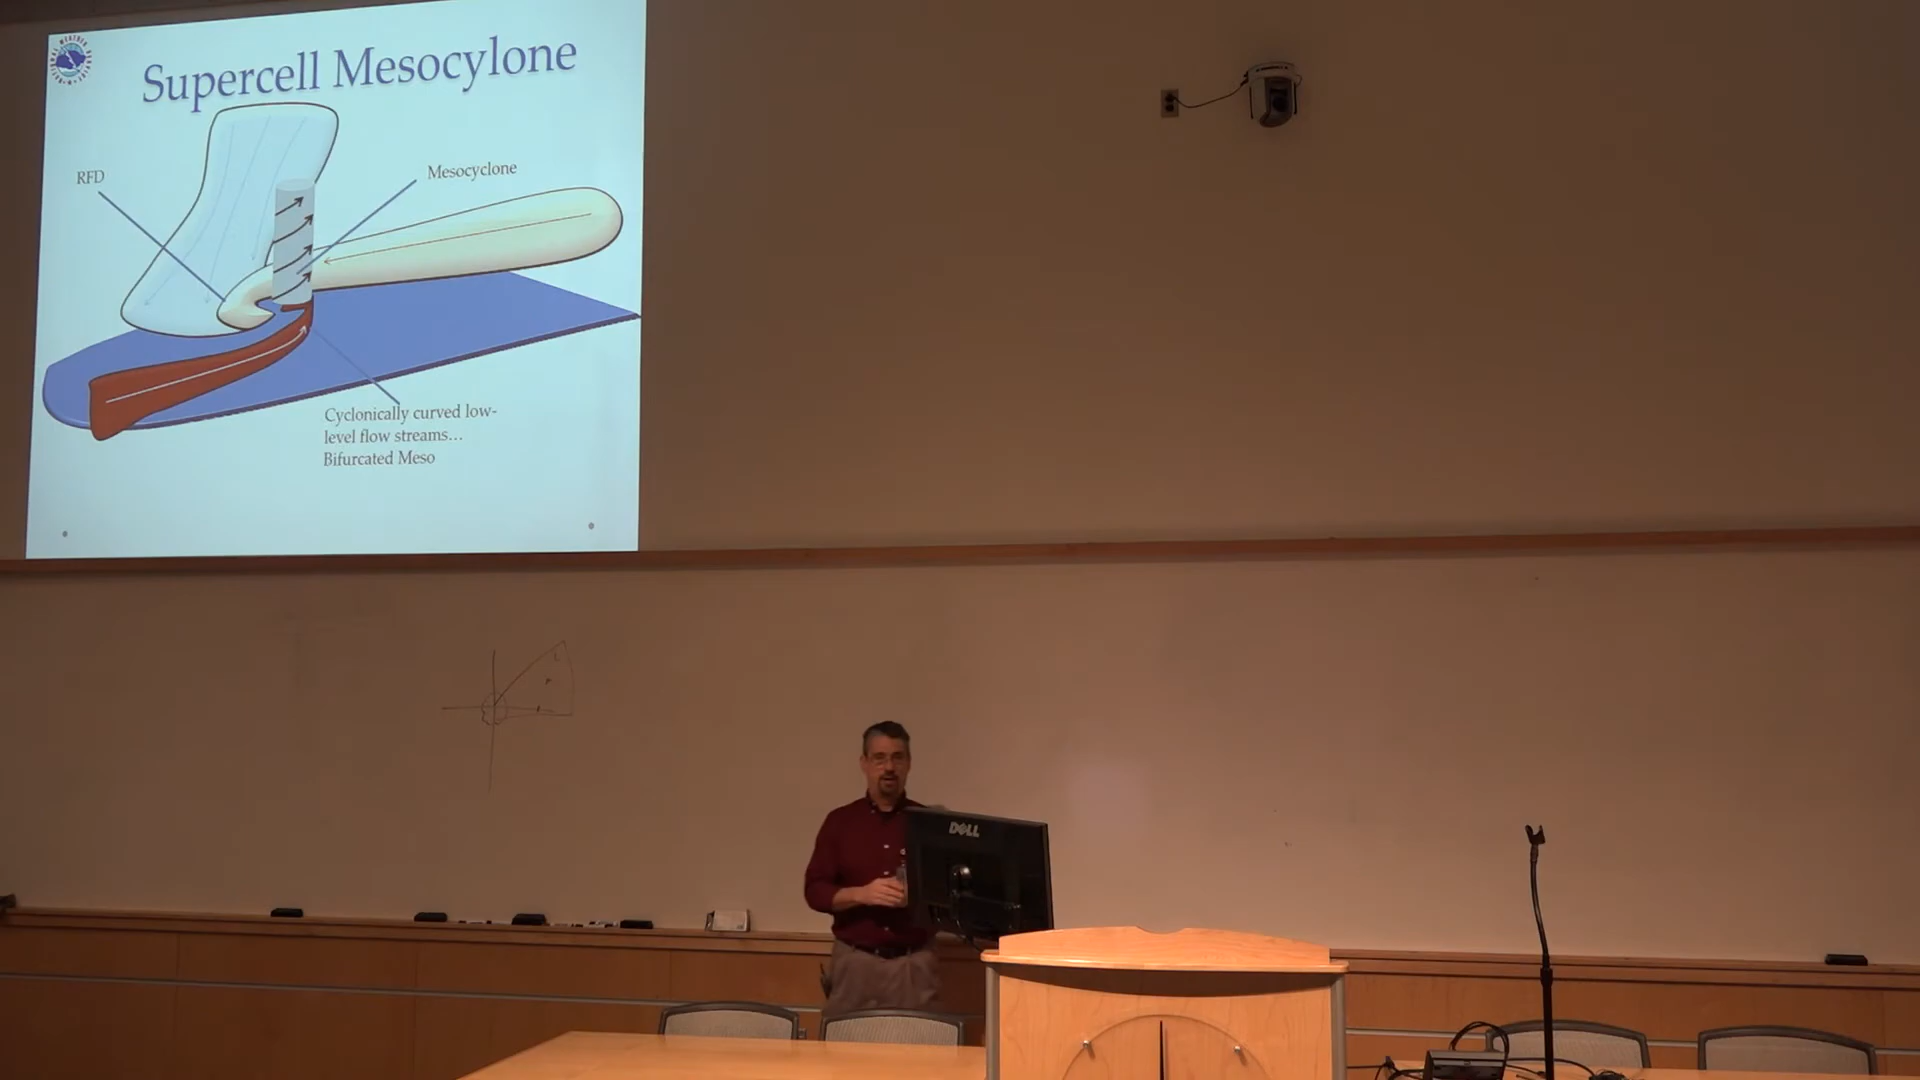 Supercell Mesocylone
RFD
Mesocyclone
Cyclonically curved low-
level flow streams...
Bifurcated Meso
DELL